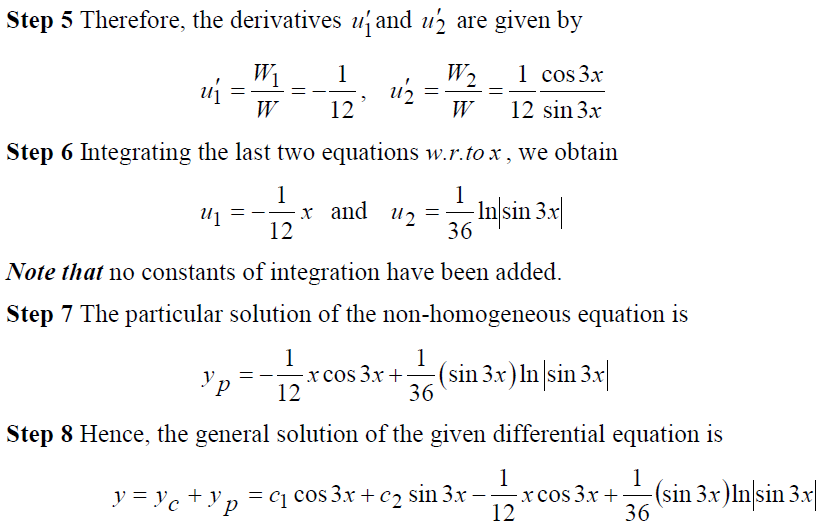 Step 5 Therefore, the derivatives u₁′ and u₂′ are given by
u₁′ = W₁/W = −1/12, u₂′ = W₂/W = 1/12 cos 3x/sin 3x
Step 6 Integrating the last two equations w.r.to x, we obtain
u₁ = −1/12 x and u₂ = 1/36 ln|sin 3x|
Note that no constants of integration have been added.
Step 7 The particular solution of the non-homogeneous equation is
y_p = −1/12 x cos 3x + 1/36 (sin 3x) ln|sin 3x|
Step 8 Hence, the general solution of the given differential equation is
y = y_c + y_p = c₁ cos 3x + c₂ sin 3x − 1/12 x cos 3x + 1/36 (sin 3x) ln|sin 3x|